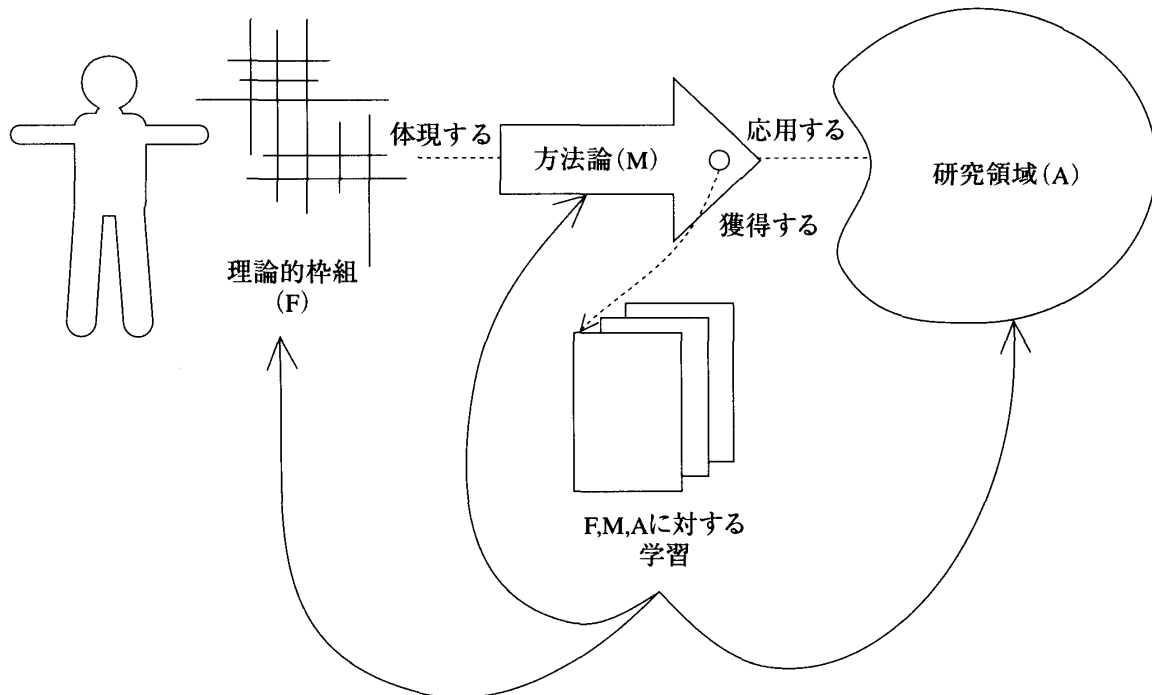 体現する
方法論(M)
応用する
研究領域(A)
獲得する
理論的枠組
(F)
F,M,Aに対する
学習